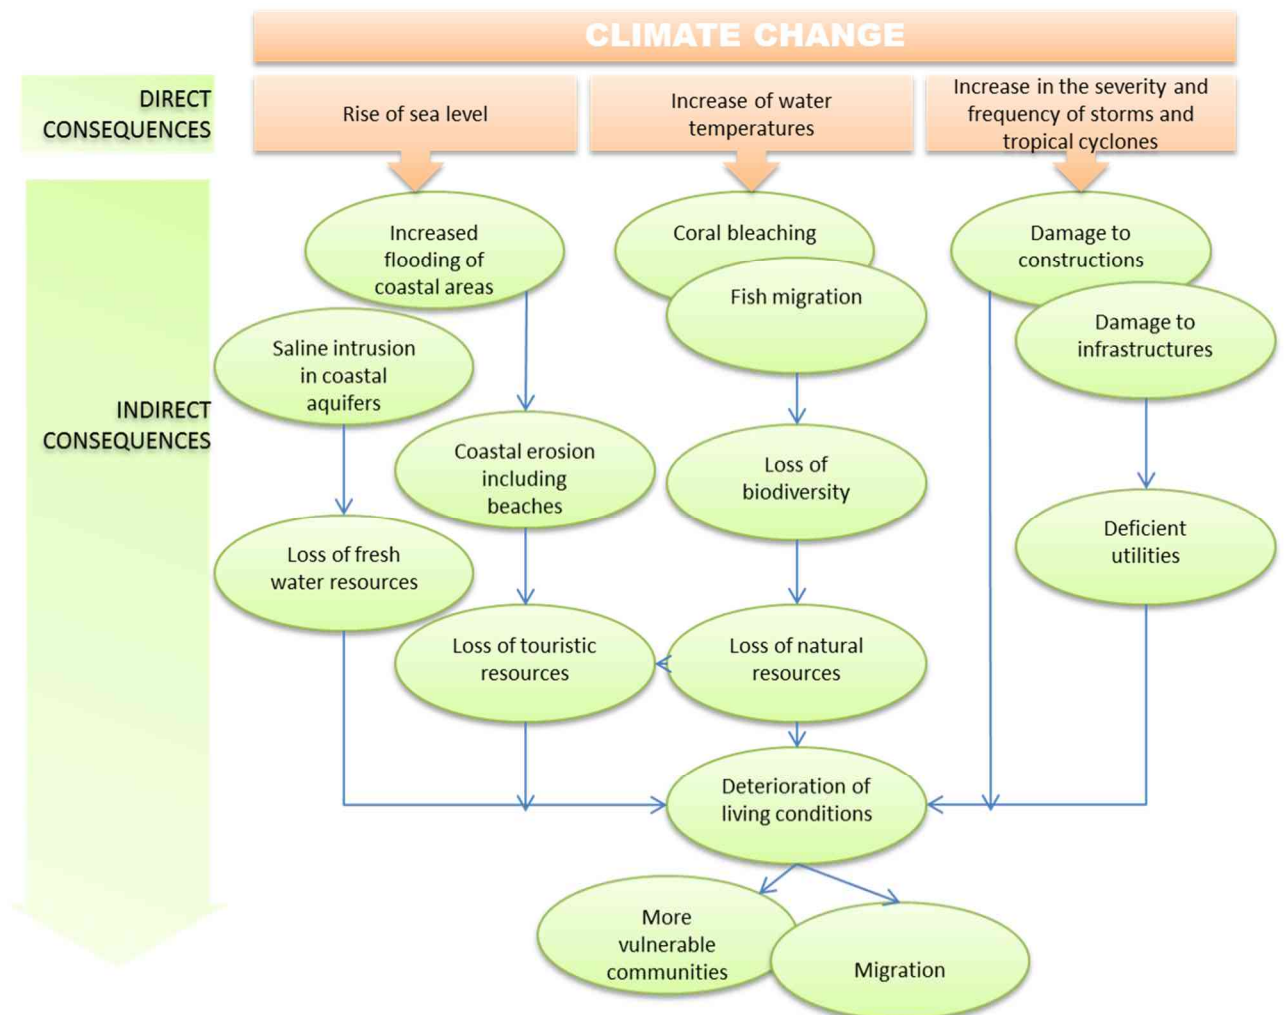 CLIMATE CHANGE
DIRECT
CONSEQUENCES
Rise of sea level
Increase of water
temperatures
Increase in the severity and
frequency of storms and
tropical cyclones
INDIRECT
CONSEQUENCES
Increased
flooding of
coastal areas
Coral bleaching
Fish migration
Damage to
constructions
Damage to
infrastructures
Saline intrusion
in coastal
aquifers
Coastal erosion
including
beaches
Loss of
biodiversity
Deficient
utilities
Loss of fresh
water resources
Loss of touristic
resources
Loss of natural
resources
Deterioration of
living conditions
More
vulnerable
communities
Migration